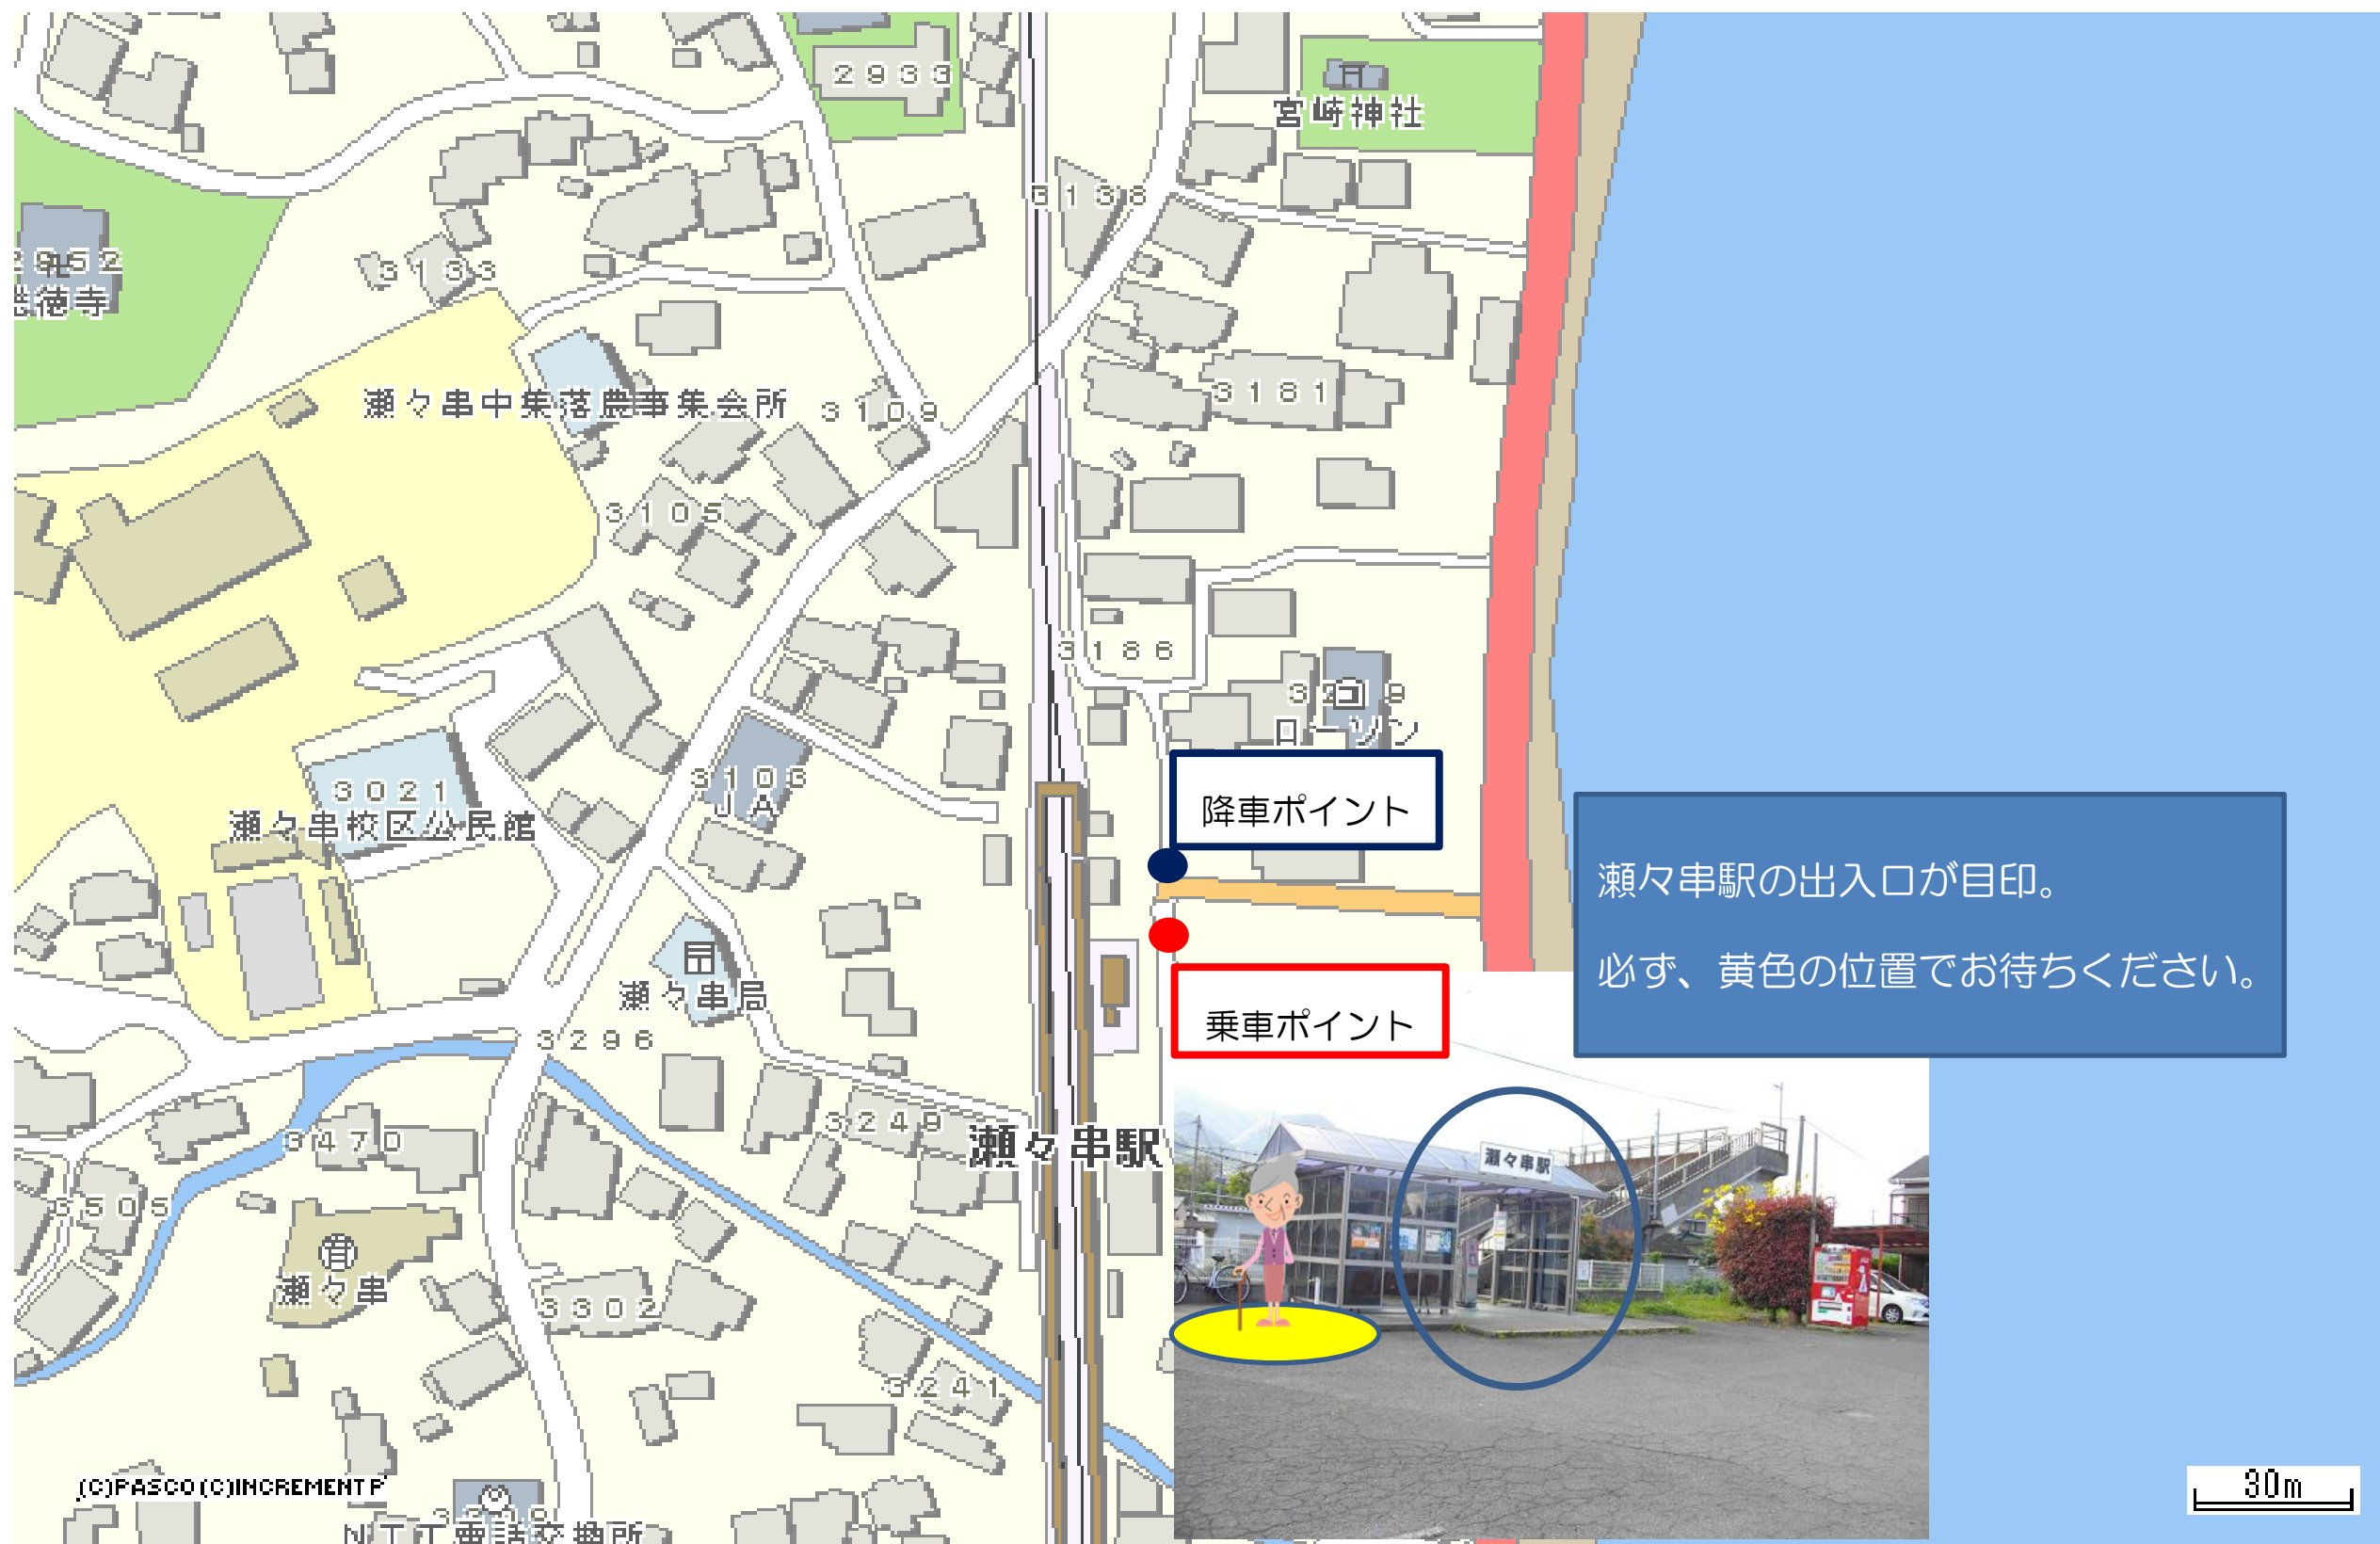 2933
宮崎神社
3138
2952
徳寺
3133
瀬々串中集落農事集会所
3109
3181
3105
3186
ローソン
3103
JA
3021
瀬々串校区公民館
降車ポイント
瀬々串駅の出入口が目印。
必ず、黄色の位置でお待ちください。
瀬々串局
乗車ポイント
3296
3249
瀬々串駅
瀬々串駅
3470
3505
瀬々串
3302
3241
(C)PASCO (C)INCREMENT P
NTT電話交換所
30m